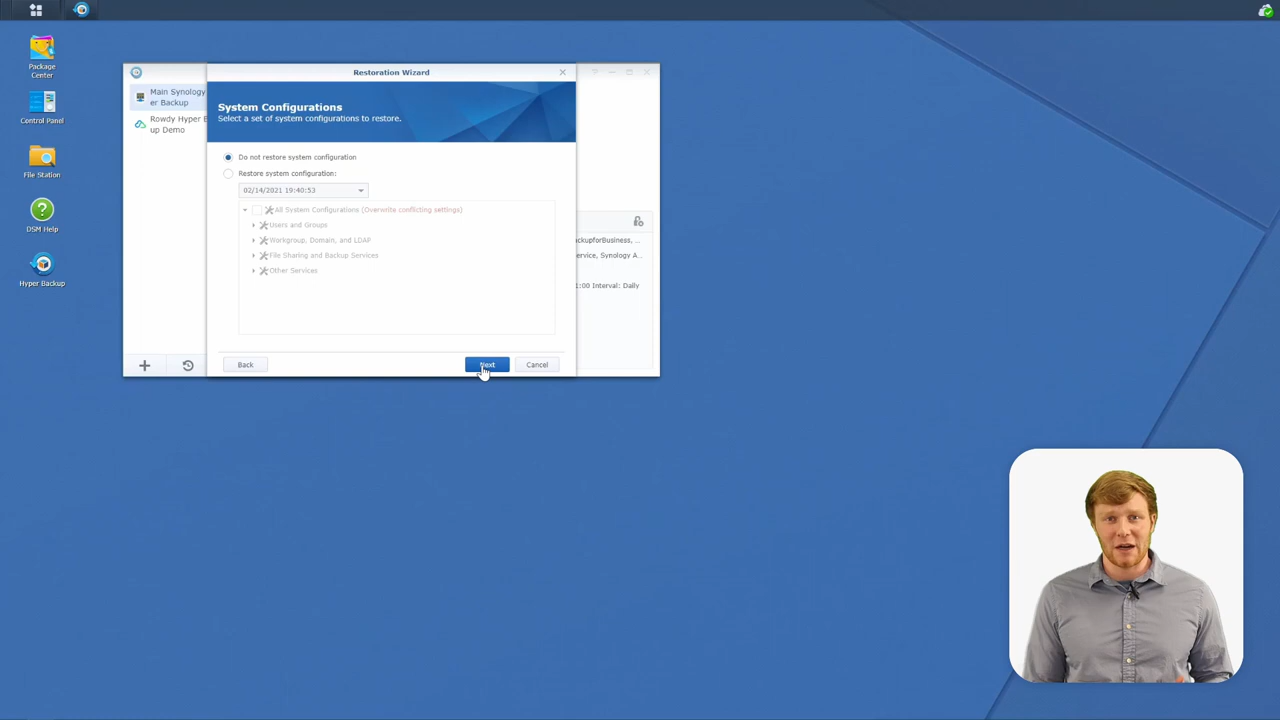 Package
Center
Control Panel
File Station
DSM Help
Hyper Backup
Main Synology
er Backup
Rowdy Hyper B
up Demo
Restoration Wizard
System Configurations
Select a set of system configurations to restore.
Do not restore system configuration
Restore system configuration:
02/14/2021 19:40:53
All System Configurations (Overwrite conflicting settings)
Users and Groups
Workgroup, Domain, and LDAP
File Sharing and Backup Services
Other Services
Back
Next
Cancel
ackupforBusiness, ...
ervice, Synology A...
1:00 Interval: Daily